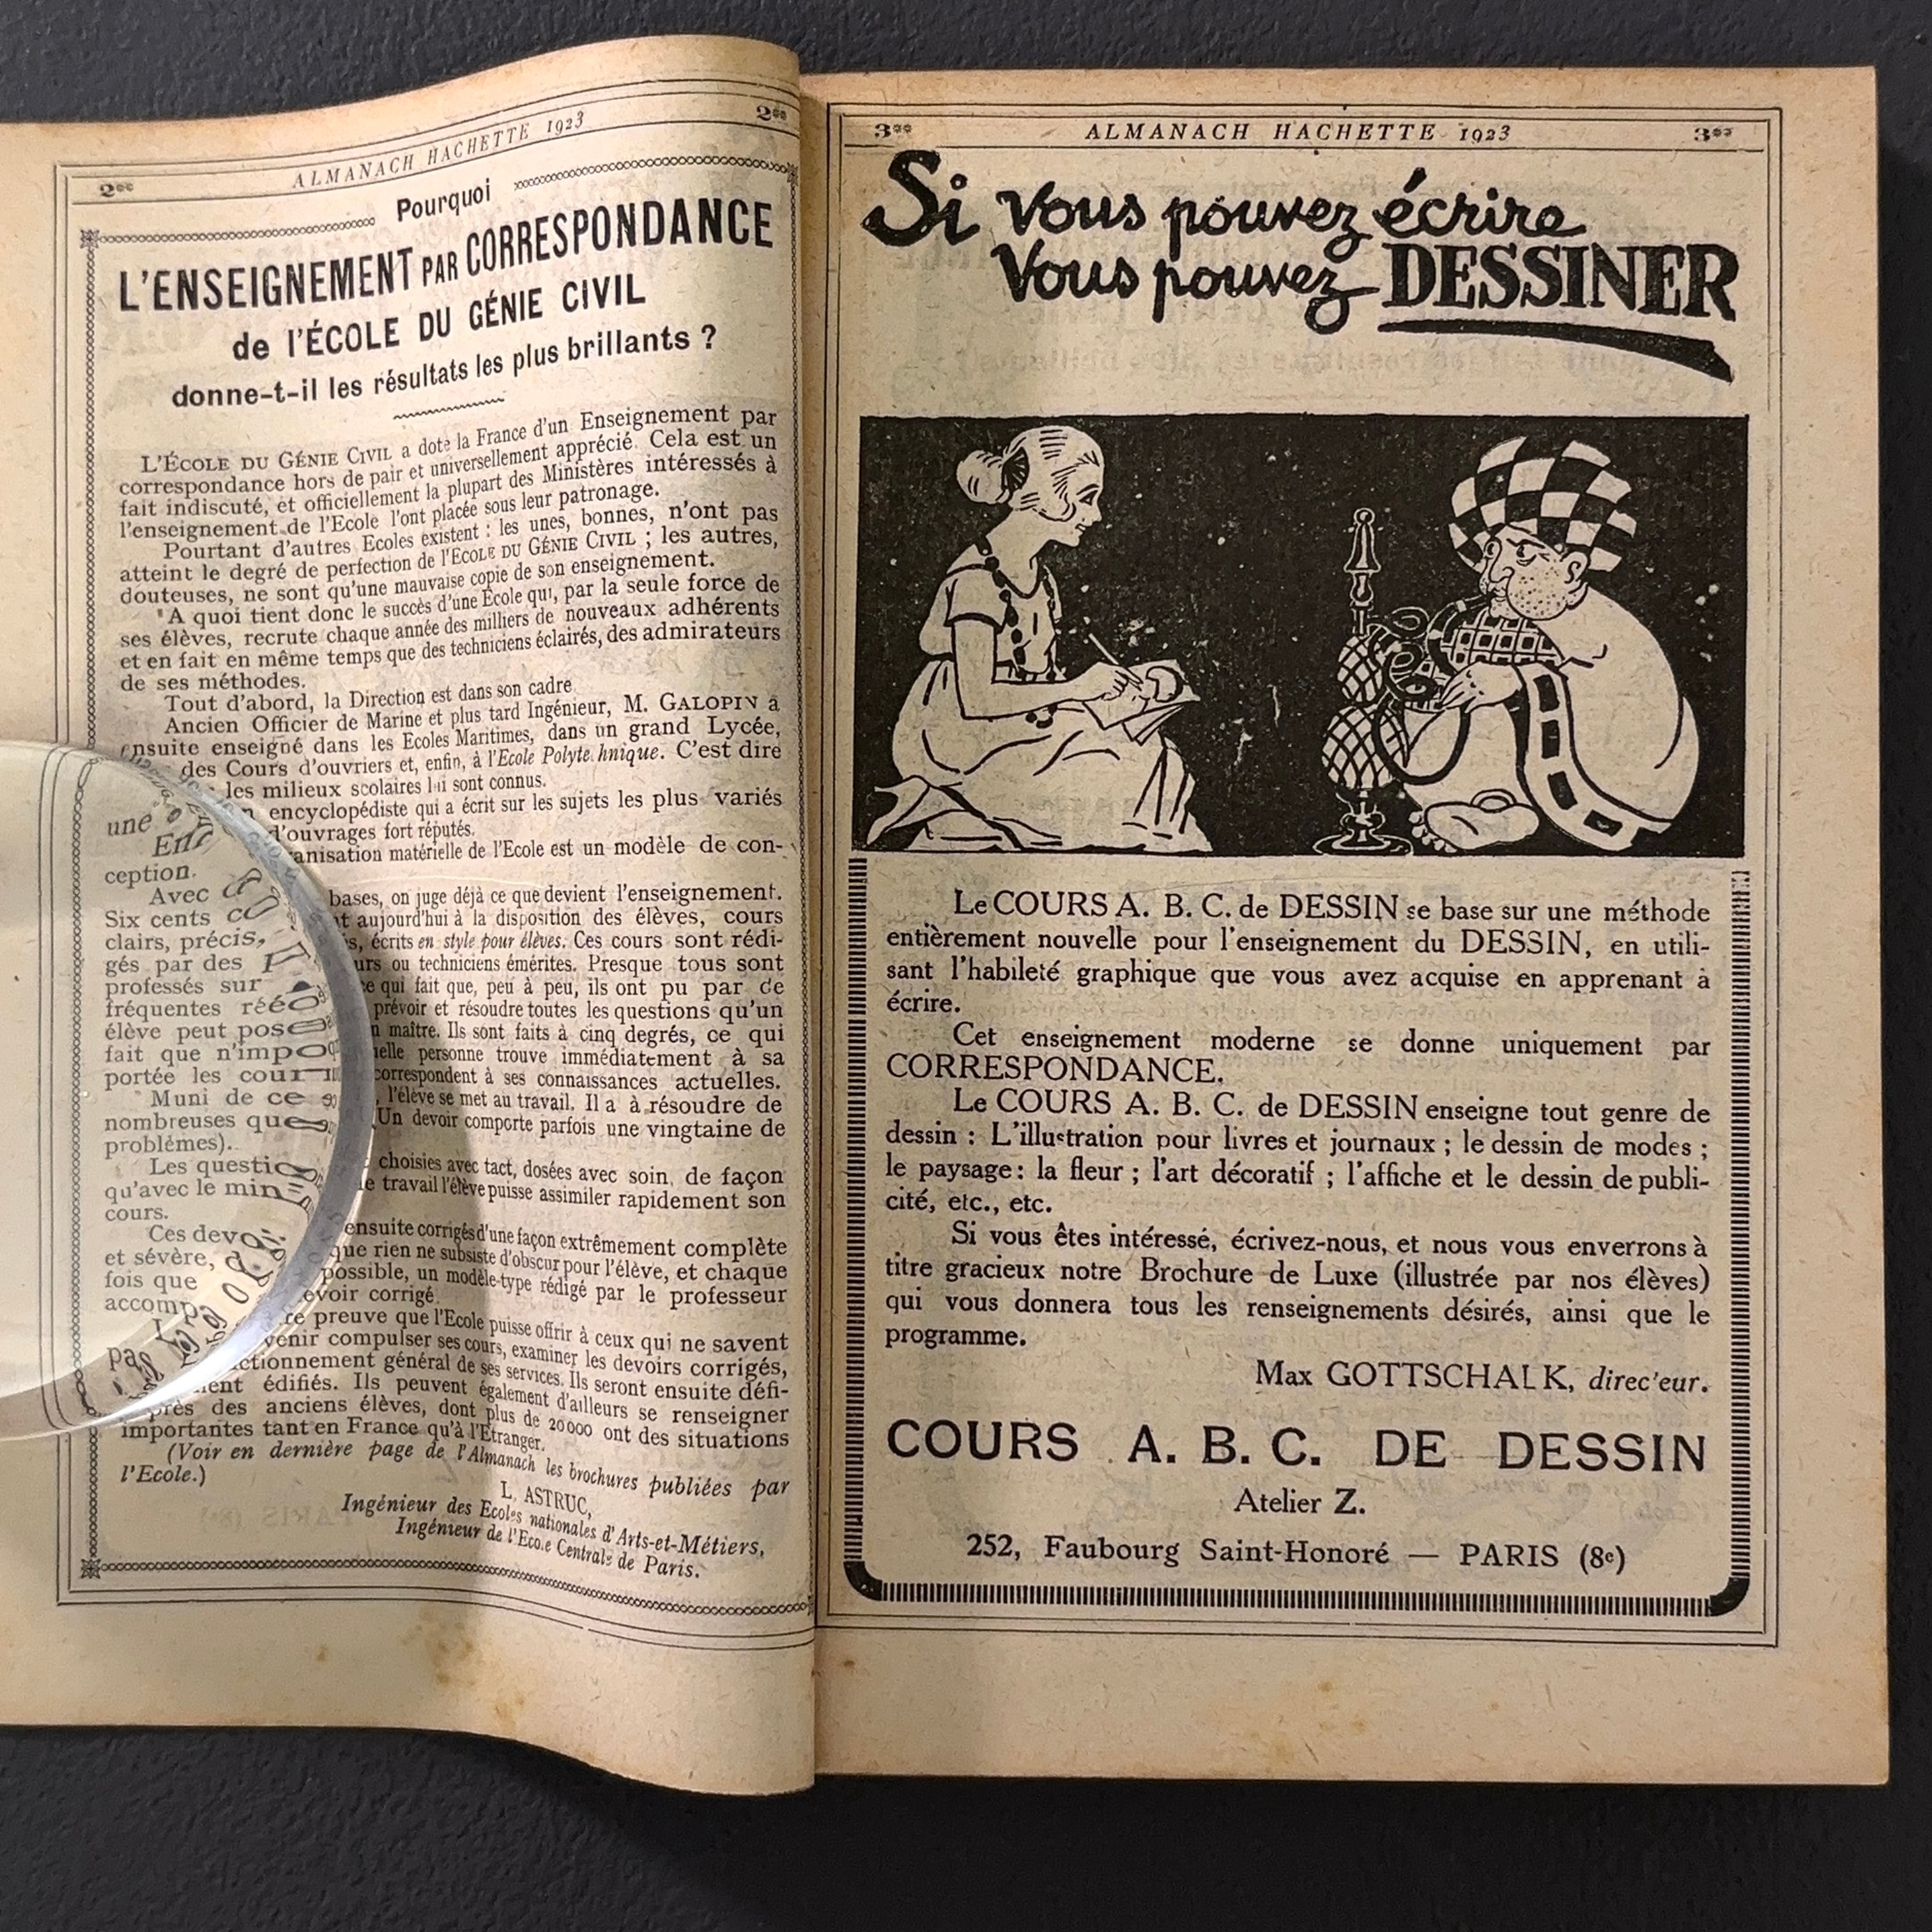 2**
ALMANACH HACHETTE 1923
2**
Pourquoi
L'ENSEIGNEMENT PAR CORRESPONDANCE
de l'ÉCOLE DU GÉNIE CIVIL
donne-t-il les résultats les plus brillants ?
L'ÉCOLE DU GÉNIE CIVIL a doté la France d'un Enseignement par
correspondance hors de pair et universellement apprécié. Cela est un
fait indiscuté, et officiellement la plupart des Ministères intéressés à
l'enseignement de l'Ecole l'ont placée sous leur patronage.
Pourtant d'autres Ecoles existent : les unes, bonnes, n'ont pas
atteint le degré de perfection de l'ECOLE DU GÉNIE CIVIL ; les autres,
douteuses, ne sont qu'une mauvaise copie de son enseignement.
A quoi tient donc le succès d'une École qui, par la seule force de
ses élèves, recrute chaque année des milliers de nouveaux adhérents
et en fait en même temps que des techniciens éclairés, des admirateurs
de ses méthodes.
Tout d'abord, la Direction est dans son cadre
Ancien Officier de Marine et plus tard Ingénieur, M. GALOPIN a
ensuite enseigné dans les Ecoles Maritimes, dans un grand Lycée,
des Cours d'ouvriers et, enfin, à l'Ecole Polyte hnique. C'est dire
les milieux scolaires lui sont connus.
encyclopédiste qui a écrit sur les sujets les plus variés
une d'ouvrages fort réputés.
anisation matérielle de l'Ecole est un modèle de con-
ception.
Avec bases, on juge déjà ce que devient l'enseignement.
Six cents aujourd'hui à la disposition des élèves, cours
clairs, précis, écrits en style pour élèves. Ces cours sont rédi-
gés par des urs ou techniciens émérites. Presque tous sont
professés sur ce qui fait que, peu à peu, ils ont pu par de
fréquentes réé prévoir et résoudre toutes les questions qu'un
élève peut pose maître. Ils sont faits à cinq degrés, ce qui
fait que n'impo elle personne trouve immédiatement à sa
portée les cour correspondent à ses connaissances actuelles.
Muni de ce l'élève se met au travail. Il a à résoudre de
nombreuses que Un devoir comporte parfois une vingtaine de
problèmes).
Les questio choisies avec tact, dosées avec soin, de façon
qu'avec le min travail l'élève puisse assimiler rapidement son
cours.
Ces dev ensuite corrigés d'une façon extrêmement complète
et sévère, que rien ne subsiste d'obscur pour l'élève, et chaque
fois que possible, un modèle-type rédigé par le professeur
accomp evoir corrigé.
preuve que l'Ecole puisse offrir à ceux qui ne savent
pa venir compulser ses cours, examiner les devoirs corrigés,
ctionnement général de ses services. Ils seront ensuite défi-
ent édifiés. Ils peuvent également d'ailleurs se renseigner
près des anciens élèves, dont plus de 20 000 ont des situations
importantes tant en France qu'à l'Etranger.
(Voir en dernière page de l'Almanach les brochures publiées par
l'Ecole.)
L. ASTRUC,
Ingénieur des Ecoles nationales d'Arts-et-Métiers,
Ingénieur de l'Ecole Centrale de Paris.
3**
ALMANACH HACHETTE 1923
3**
Si vous pouvez écrire
Vous pouvez DESSINER
Le COURS A. B. C. de DESSIN se base sur une méthode
entièrement nouvelle pour l'enseignement du DESSIN, en utili-
sant l'habileté graphique que vous avez acquise en apprenant à
écrire.
Cet enseignement moderne se donne uniquement par
CORRESPONDANCE.
Le COURS A. B. C. de DESSIN enseigne tout genre de
dessin : L'illustration pour livres et journaux ; le dessin de modes ;
le paysage : la fleur ; l'art décoratif ; l'affiche et le dessin de publi-
cité, etc., etc.
Si vous êtes intéressé, écrivez-nous, et nous vous enverrons à
titre gracieux notre Brochure de Luxe (illustrée par nos élèves)
qui vous donnera tous les renseignements désirés, ainsi que le
programme.
Max GOTTSCHALK, direc'eur.
COURS A. B. C. DE DESSIN
Atelier Z.
252, Faubourg Saint-Honoré — PARIS (8e)